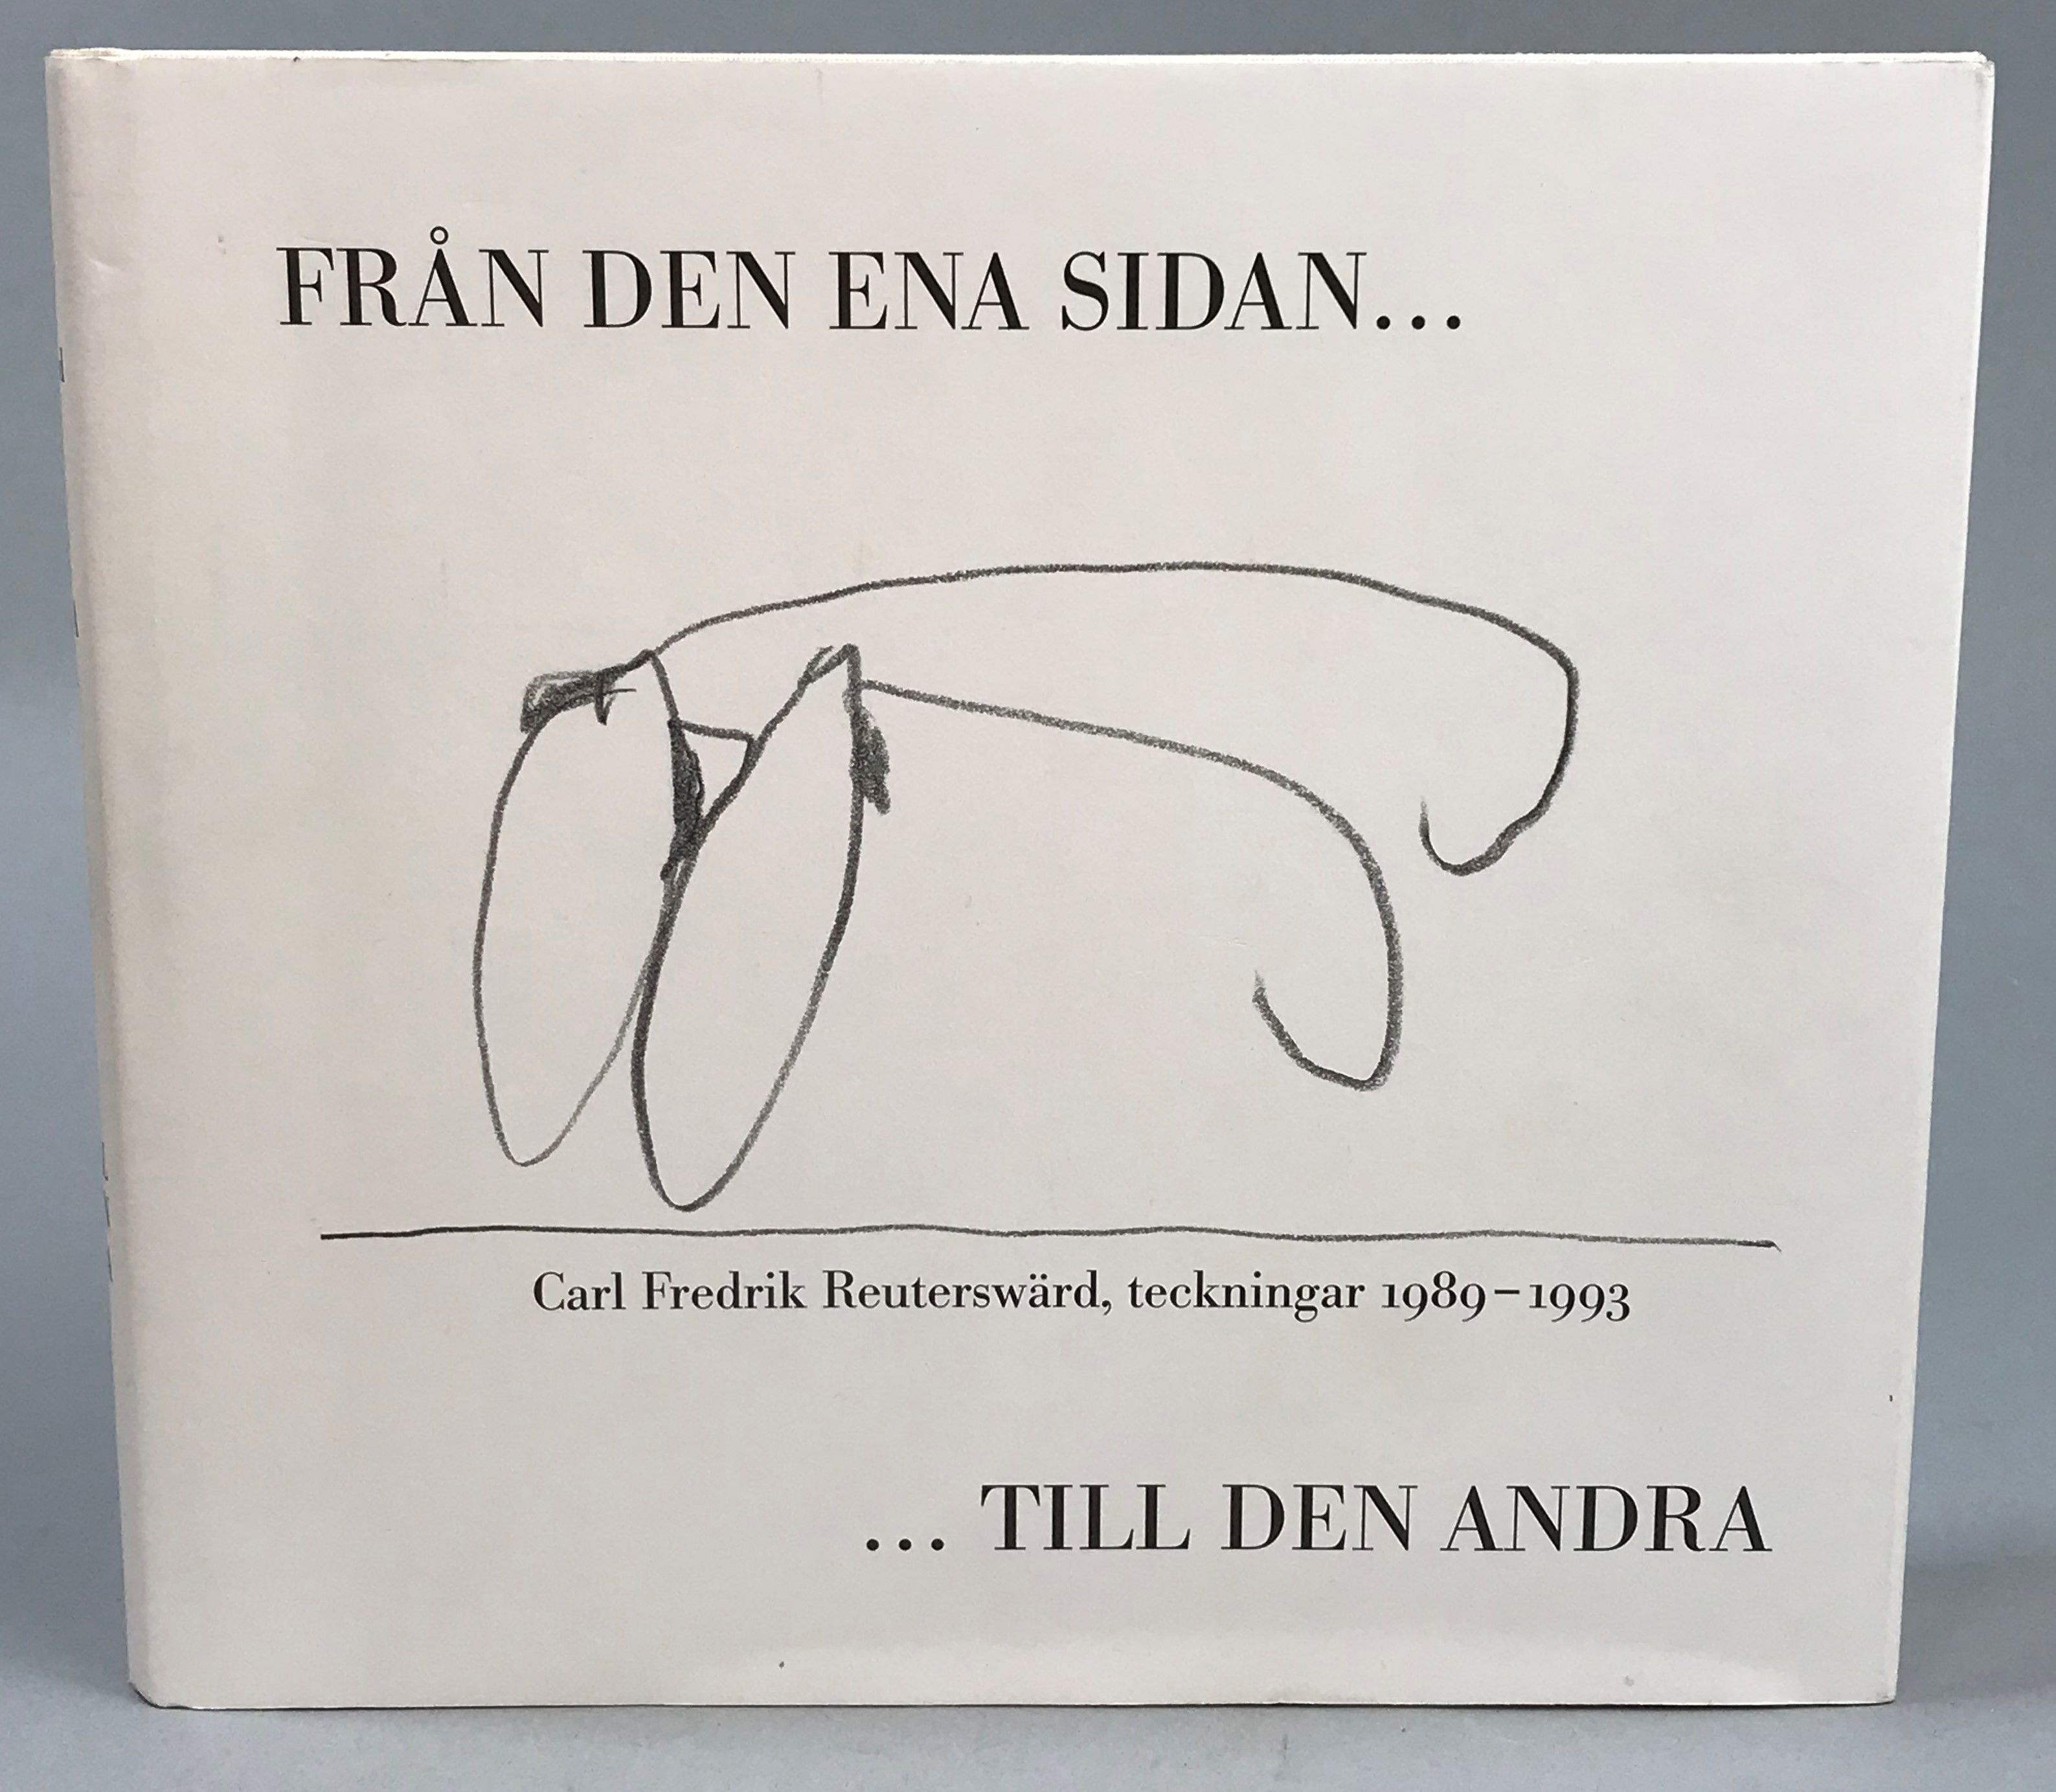 FRÅN DEN ENA SIDAN...
Carl Fredrik Reuterswärd, teckningar 1989–1993
... TILL DEN ANDRA